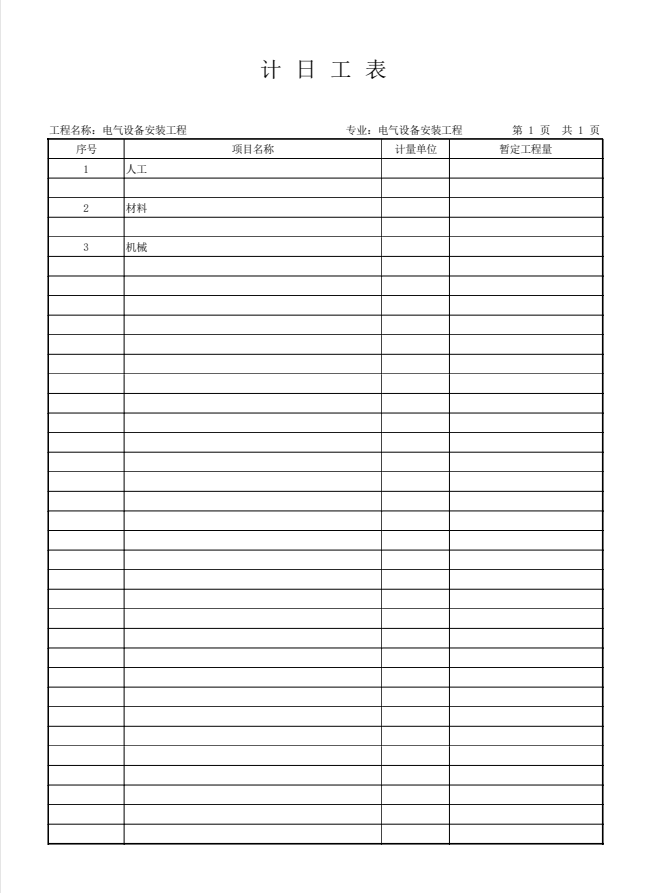 计日工表
工程名称：电气设备安装工程 专业：电气设备安装工程 第 1 页 共 1 页
序号 项目名称 计量单位 暂定工程量
1 人工
2 材料
3 机械